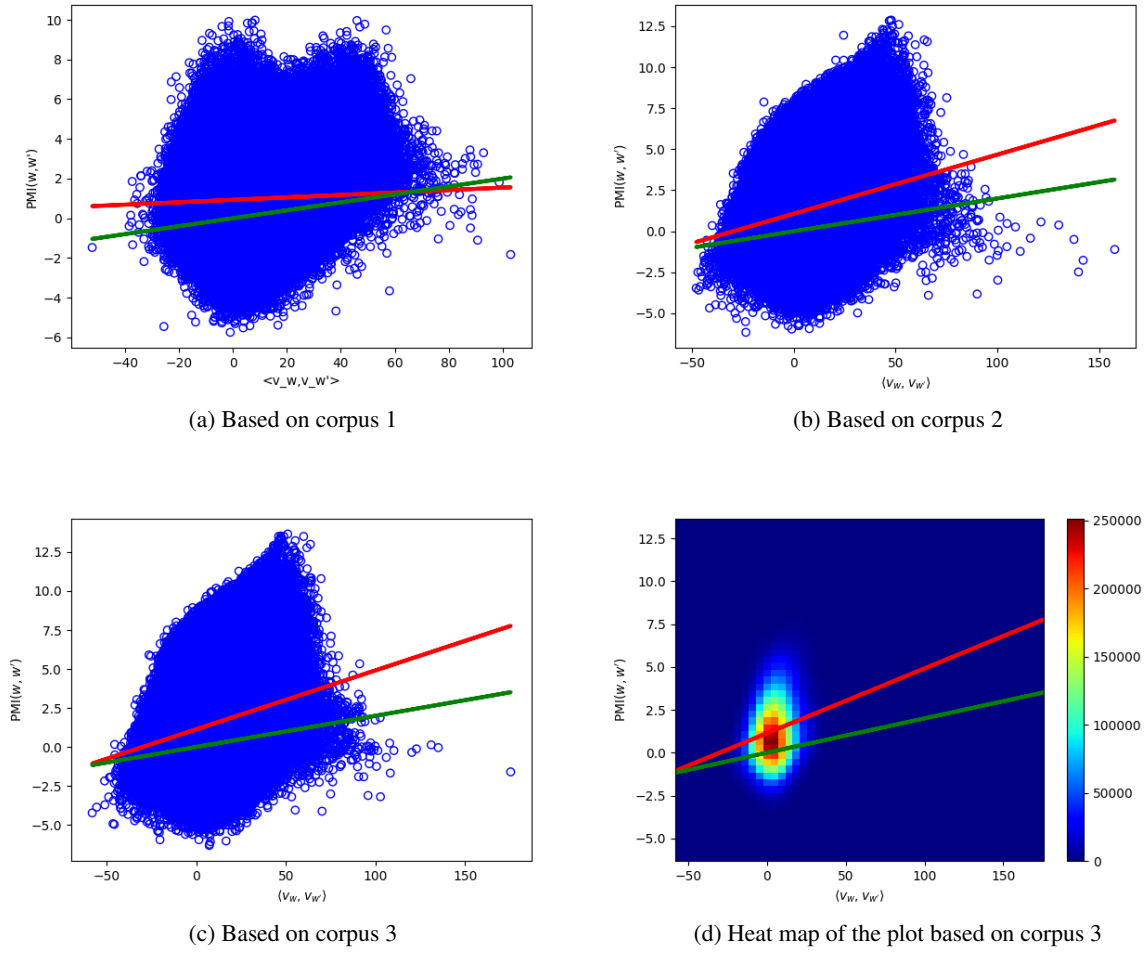 10
8
6
4
2
0
−2
−4
−6
PMI(w,w')
−40 −20 0 20 40 60 80 100
<v_w,v_w'>
(a) Based on corpus 1
12.5
10.0
7.5
5.0
2.5
0.0
−2.5
−5.0
PMI(w, w′)
−50 0 50 100 150
⟨v_w, v_w′⟩
(b) Based on corpus 2
12.5
10.0
7.5
5.0
2.5
0.0
−2.5
−5.0
PMI(w, w′)
−50 0 50 100 150
⟨v_w, v_w′⟩
(c) Based on corpus 3
12.5
10.0
7.5
5.0
2.5
0.0
−2.5
−5.0
PMI(w, w′)
−50 0 50 100 150
⟨v_w, v_w′⟩
250000
200000
150000
100000
50000
0
(d) Heat map of the plot based on corpus 3